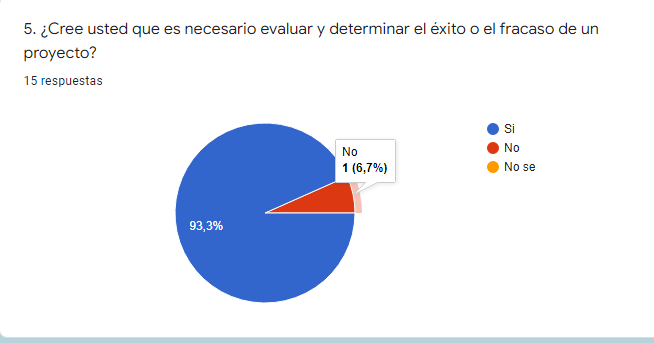 5. ¿Cree usted que es necesario evaluar y determinar el éxito o el fracaso de un
proyecto?
15 respuestas
Si
No
No se
No
1 (6,7%)
93,3%